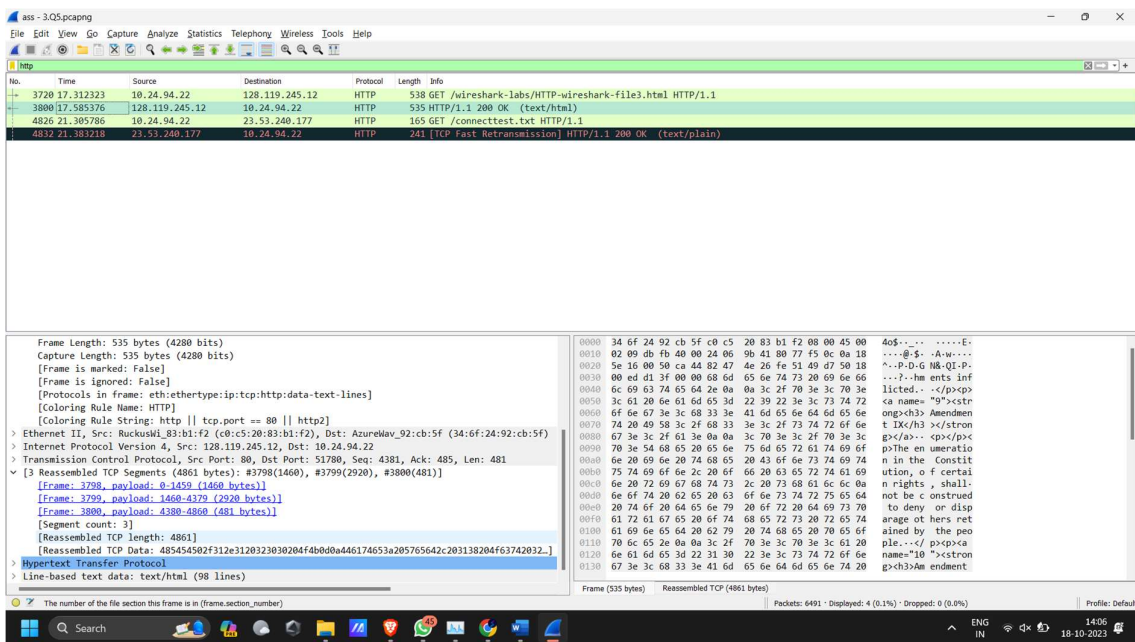 ass - 3.Q5.pcapng
File Edit View Go Capture Analyze Statistics Telephony Wireless Tools Help
http
No. Time Source Destination Protocol Length Info
3720 17.312323 10.24.94.22 128.119.245.12 HTTP 538 GET /wireshark-labs/HTTP-wireshark-file3.html HTTP/1.1
3800 17.585376 128.119.245.12 10.24.94.22 HTTP 535 HTTP/1.1 200 OK (text/html)
4826 21.305786 10.24.94.22 23.53.240.177 HTTP 165 GET /connecttest.txt HTTP/1.1
4832 21.383218 23.53.240.177 10.24.94.22 HTTP 241 [TCP Fast Retransmission] HTTP/1.1 200 OK (text/plain)
Frame Length: 535 bytes (4280 bits)
Capture Length: 535 bytes (4280 bits)
[Frame is marked: False]
[Frame is ignored: False]
[Protocols in frame: eth:ethertype:ip:tcp:http:data-text-lines]
[Coloring Rule Name: HTTP]
[Coloring Rule String: http || tcp.port == 80 || http2]
Ethernet II, Src: RuckusWi_83:b1:f2 (c0:c5:20:83:b1:f2), Dst: AzureWav_92:cb:5f (34:6f:24:92:cb:5f)
Internet Protocol Version 4, Src: 128.119.245.12, Dst: 10.24.94.22
Transmission Control Protocol, Src Port: 80, Dst Port: 51780, Seq: 4381, Ack: 485, Len: 481
[3 Reassembled TCP Segments (4861 bytes): #3798(1460), #3799(2920), #3800(481)]
[Frame: 3798, payload: 0-1459 (1460 bytes)]
[Frame: 3799, payload: 1460-4379 (2920 bytes)]
[Frame: 3800, payload: 4380-4860 (481 bytes)]
[Segment count: 3]
[Reassembled TCP length: 4861]
[Reassembled TCP Data: 485454502f312e3120323030204f4b0d0a446174653a205765642c203138204f63742032…]
Hypertext Transfer Protocol
Line-based text data: text/html (98 lines)
0000 34 6f 24 92 cb 5f c0 c5 20 83 b1 f2 08 00 45 00 4o$··_·· ·····E·
0010 02 09 db fb 40 00 24 06 9b 41 80 77 f5 0c 0a 18 ····@·$· ·A·w····
0020 5e 16 00 50 ca 44 82 47 4e 26 fe 51 49 d7 50 18 ^··P·D·G N&·QI·P·
0030 00 ed d1 3f 00 00 68 6d 65 6e 74 73 20 69 6e 66 ···?··hm ents inf
0040 6c 69 63 74 65 64 2e 0a 0a 3c 2f 70 3e 3c 70 3e licted.· ·</p><p>
0050 3c 61 20 6e 61 6d 65 3d 22 39 22 3e 3c 73 74 72 <a name= "9"><str
0060 6f 6e 67 3e 3c 68 33 3e 41 6d 65 6e 64 6d 65 6e ong><h3> Amendmen
0070 74 20 49 58 3c 2f 68 33 3e 3c 2f 73 74 72 6f 6e t IX</h3 ></stron
0080 67 3e 3c 2f 61 3e 0a 0a 3c 70 3e 3c 2f 70 3e 3c g></a>·· <p></p><
0090 70 3e 54 68 65 20 65 6e 75 6d 65 72 61 74 69 6f p>The en umeratio
00a0 6e 20 69 6e 20 74 68 65 20 43 6f 6e 73 74 69 74 n in the Constit
00b0 75 74 69 6f 6e 2c 20 6f 66 20 63 65 72 74 61 69 ution, o f certai
00c0 6e 20 72 69 67 68 74 73 2c 20 73 68 61 6c 6c 0a n rights , shall·
00d0 6e 6f 74 20 62 65 20 63 6f 6e 73 74 72 75 65 64 not be c onstrued
00e0 20 74 6f 20 64 65 6e 79 20 6f 72 20 64 69 73 70 to deny or disp
00f0 61 72 61 67 65 20 6f 74 68 65 72 73 20 72 65 74 arage ot hers ret
0100 61 69 6e 65 64 20 62 79 20 74 68 65 20 70 65 6f ained by the peo
0110 70 6c 65 2e 0a 0a 3c 2f 70 3e 3c 70 3e 3c 61 20 ple.··</ p><p><a
0120 6e 61 6d 65 3d 22 31 30 22 3e 3c 73 74 72 6f 6e name="10 "><stron
0130 67 3e 3c 68 33 3e 41 6d 65 6e 64 6d 65 6e 74 20 g><h3>Am endment
Frame (535 bytes) Reassembled TCP (4861 bytes)
The number of the file section this frame is in (frame.section_number) Packets: 6491 · Displayed: 4 (0.1%) · Dropped: 0 (0.0%) Profile: Defaul
Search 45 ENG IN 14:06 18-10-2023